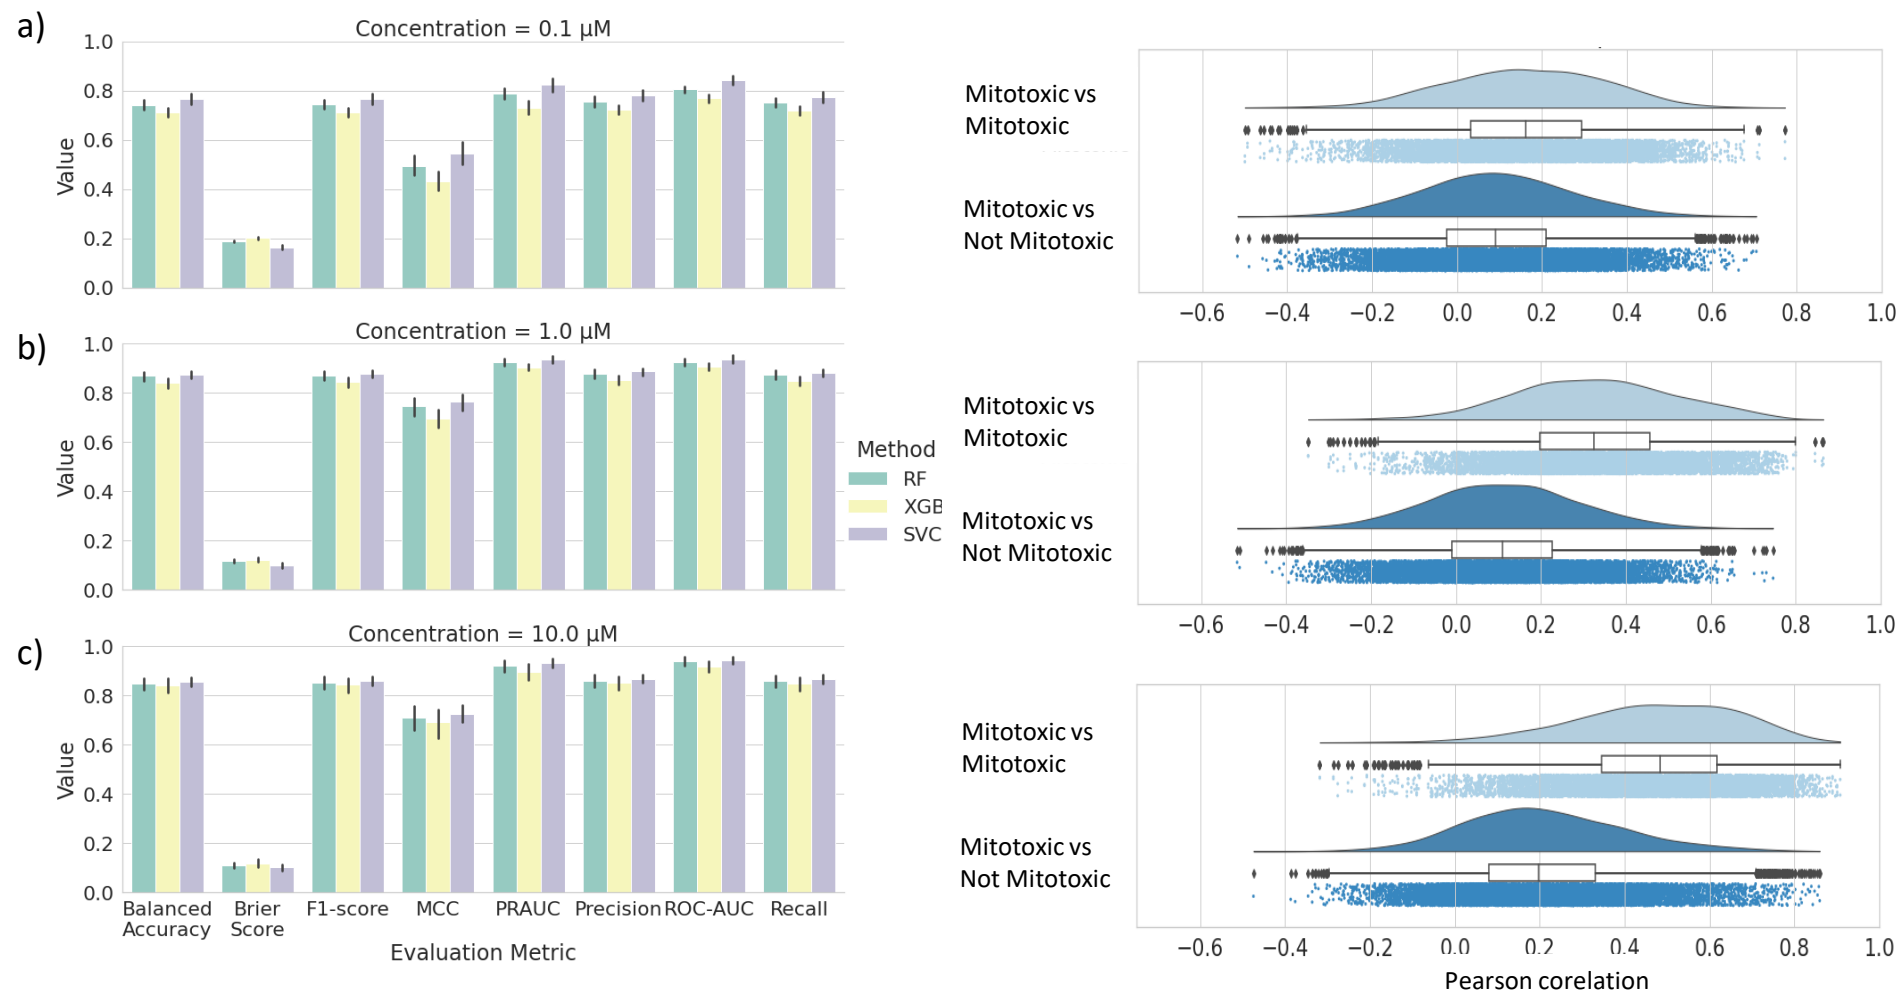 a)
Concentration = 0.1 µM
1.0
0.8
0.6
0.4
0.2
0.0
Value
Mitotoxic vs
Mitotoxic
Mitotoxic vs
Not Mitotoxic
−0.6 −0.4 −0.2 0.0 0.2 0.4 0.6 0.8 1.0
b)
Concentration = 1.0 µM
1.0
0.8
0.6
0.4
0.2
0.0
Value
Method
RF
XGB
SVC
Mitotoxic vs
Mitotoxic
Mitotoxic vs
Not Mitotoxic
−0.6 −0.4 −0.2 0.0 0.2 0.4 0.6 0.8 1.0
c)
Concentration = 10.0 µM
1.0
0.8
0.6
0.4
0.2
0.0
Value
Balanced Accuracy Brier Score F1-score MCC PRAUC Precision ROC-AUC Recall
Evaluation Metric
Mitotoxic vs
Mitotoxic
Mitotoxic vs
Not Mitotoxic
−0.6 −0.4 −0.2 0.0 0.2 0.4 0.6 0.8 1.0
Pearson corelation